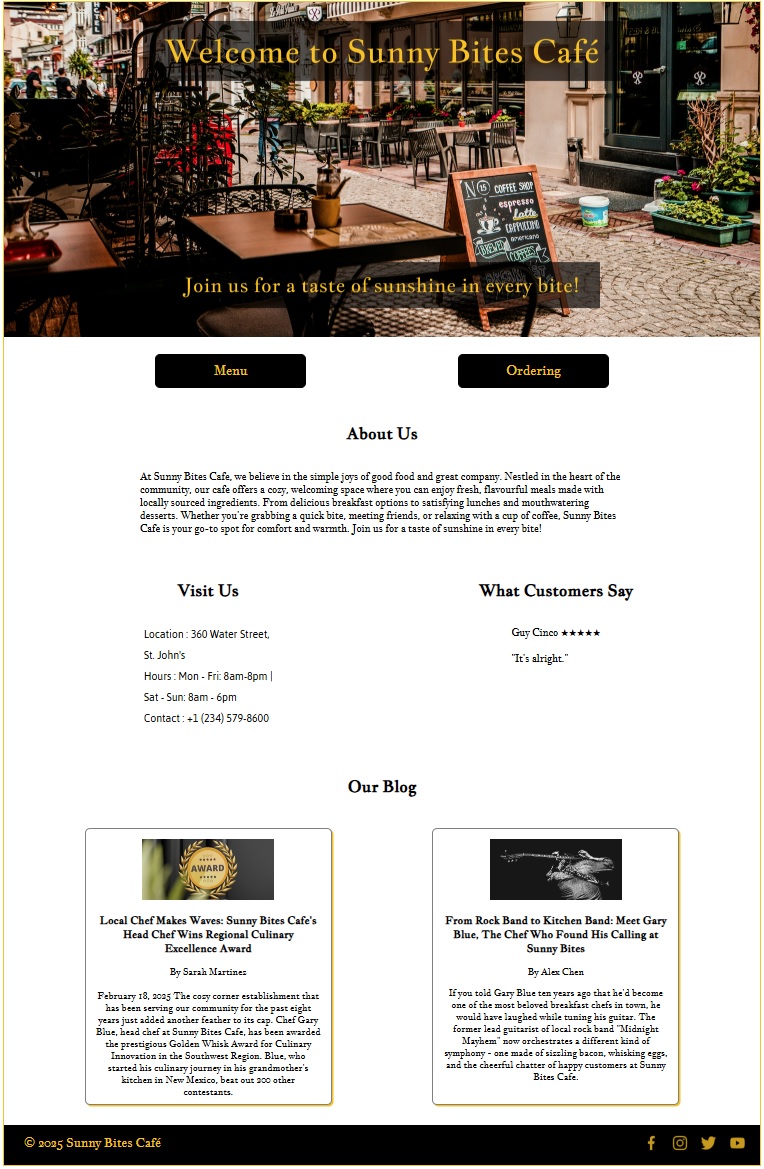 Welcome to Sunny Bites Café
N° 15 COFFEE SHOP
espresso
latte
CAPPUCCINO
americano
BREWED COFFEES
Join us for a taste of sunshine in every bite!
Menu
Ordering
About Us
At Sunny Bites Cafe, we believe in the simple joys of good food and great company. Nestled in the heart of the
community, our cafe offers a cozy, welcoming space where you can enjoy fresh, flavourful meals made with
locally sourced ingredients. From delicious breakfast options to satisfying lunches and mouthwatering
desserts. Whether you're grabbing a quick bite, meeting friends, or relaxing with a cup of coffee, Sunny Bites
Cafe is your go-to spot for comfort and warmth. Join us for a taste of sunshine in every bite!
Visit Us
Location : 360 Water Street,
St. John's
Hours : Mon - Fri: 8am-8pm |
Sat - Sun: 8am - 6pm
Contact : +1 (234) 579-8600
What Customers Say
Guy Cinco ★★★★★
"It's alright."
Our Blog
AWARD
Local Chef Makes Waves: Sunny Bites Cafe's
Head Chef Wins Regional Culinary
Excellence Award
By Sarah Martinez
February 18, 2025 The cosy corner establishment that
has been serving our community for the past eight
years just added another feather to its cap. Chef Gary
Blue, head chef at Sunny Bites Cafe, has been awarded
the prestigious Golden Whisk Award for Culinary
Innovation in the Southwest Region. Blue, who
started his culinary journey in his grandmother's
kitchen in New Mexico, beat out 200 other
contestants.
From Rock Band to Kitchen Band: Meet Gary
Blue, The Chef Who Found His Calling at
Sunny Bites
By Alex Chen
If you told Gary Blue ten years ago that he'd become
one of the most beloved breakfast chefs in town, he
would have laughed while tuning his guitar. The
former lead guitarist of local rock band "Midnight
Mayhem" now orchestrates a different kind of
symphony - one made of sizzling bacon, whisking eggs,
and the cheerful chatter of happy customers at Sunny
Bites Cafe.
© 2025 Sunny Bites Café